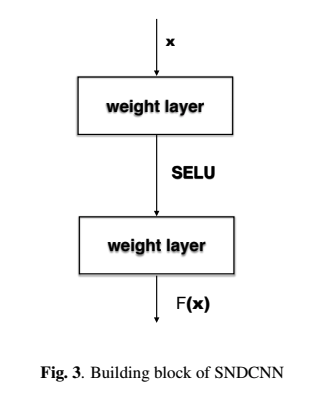 x
weight layer
SELU
weight layer
F(x)
Fig. 3. Building block of SNDCNN